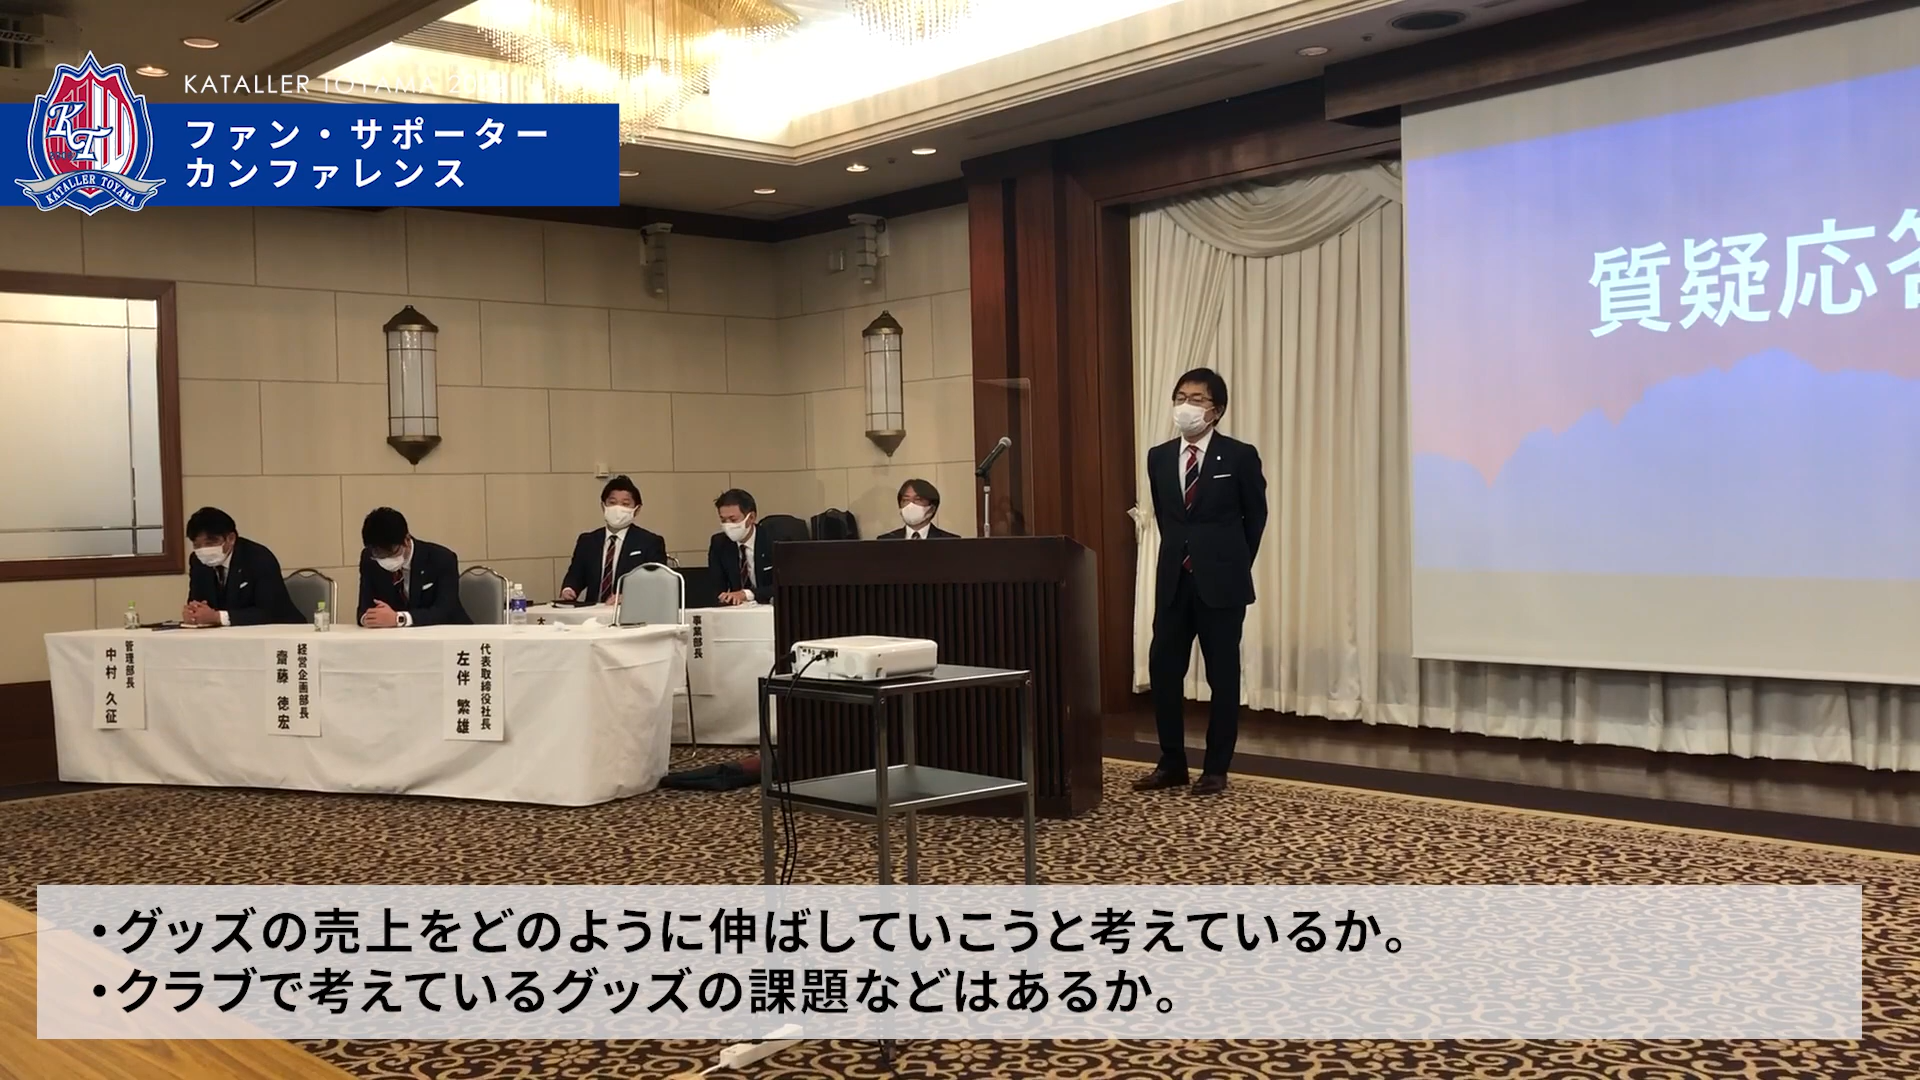 KATALLER TOYAMA
ファン・サポーター
カンファレンス
KT
KATALLER TOYAMA
質疑応答
管理部長
中村 久征
経営企画部長
齋藤 徳宏
代表取締役社長
左伴 繁雄
事業部長
・グッズの売上をどのように伸ばしていこうと考えているか。
・クラブで考えているグッズの課題などはあるか。